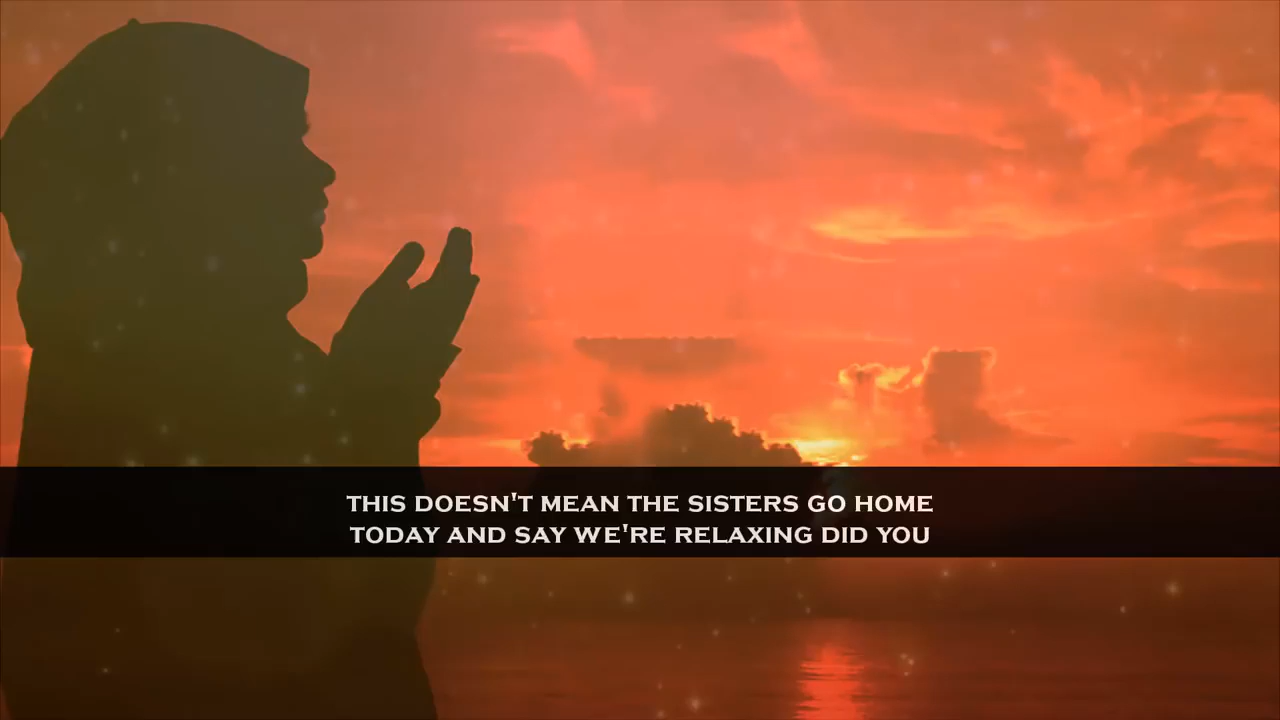 THIS DOESN'T MEAN THE SISTERS GO HOME
TODAY AND SAY WE'RE RELAXING DID YOU